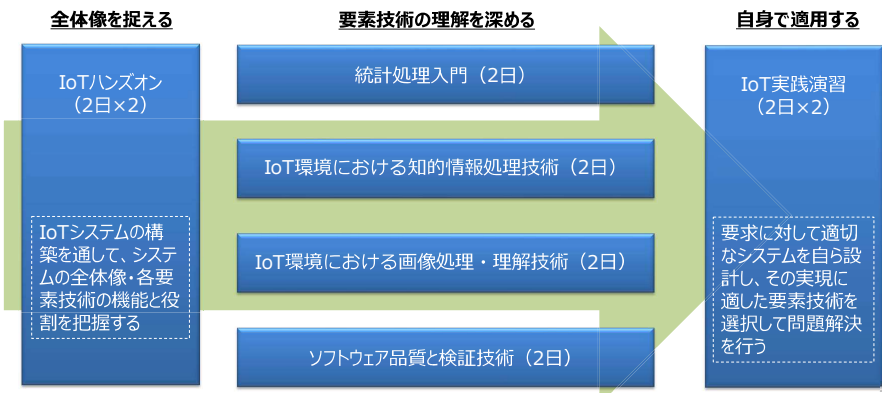 全体像を捉える
要素技術の理解を深める
自身で適用する
IoTハンズオン
（2日×2）
IoTシステムの構
築を通して、システ
ムの全体像・各要
素技術の機能と役
割を把握する
統計処理入門（2日）
IoT環境における知的情報処理技術（2日）
IoT環境における画像処理・理解技術（2日）
ソフトウェア品質と検証技術（2日）
IoT実践演習
（2日×2）
要求に対して適切
なシステムを自ら設
計し、その実現に
適した要素技術を
選択して問題解決
を行う